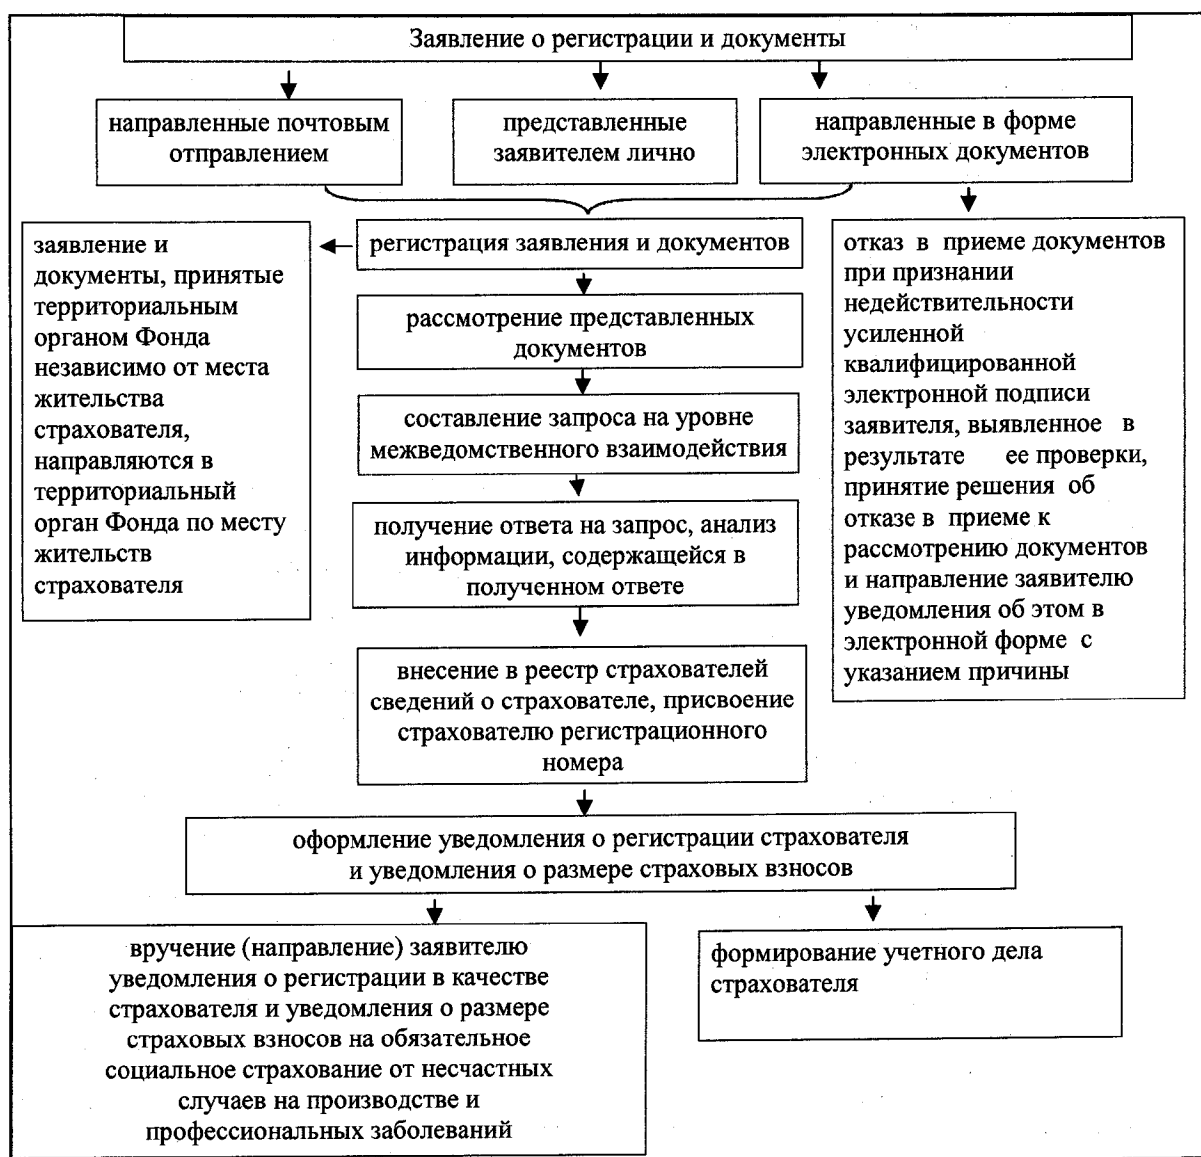 Заявление о регистрации и документы
направленные почтовым
отправлением
представленные
заявителем лично
направленные в форме
электронных документов
заявление и
документы, принятые
территориальным
органом Фонда
независимо от места
жительства
страхователя,
направляются в
территориальный
орган Фонда по месту
жительств
страхователя
регистрация заявления и документов
рассмотрение представленных
документов
составление запроса на уровне
межведомственного взаимодействия
получение ответа на запрос, анализ
информации, содержащейся в
полученном ответе
внесение в реестр страхователей
сведений о страхователе, присвоение
страхователю регистрационного
номера
отказ в приеме документов
при признании
недействительности
усиленной
квалифицированной
электронной подписи
заявителя, выявленное в
результате ее проверки,
принятие решения об
отказе в приеме к
рассмотрению документов
и направление заявителю
уведомления об этом в
электронной форме с
указанием причины
оформление уведомления о регистрации страхователя
и уведомления о размере страховых взносов
вручение (направление) заявителю
уведомления о регистрации в качестве
страхователя и уведомления о размере
страховых взносов на обязательное
социальное страхование от несчастных
случаев на производстве и
профессиональных заболеваний
формирование учетного дела
страхователя